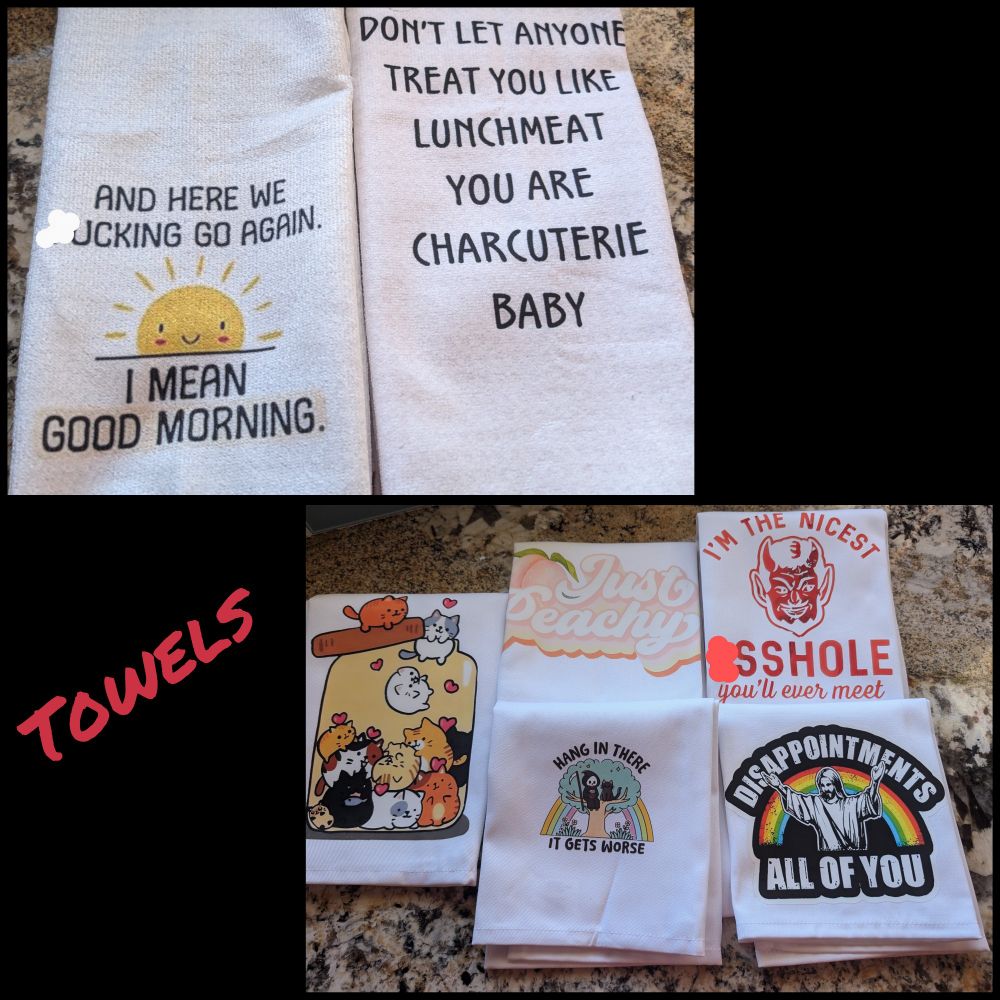 AND HERE WE
UCKING GO AGAIN.
I MEAN
GOOD MORNING.
DON'T LET ANYONE
TREAT YOU LIKE
LUNCHMEAT
YOU ARE
CHARCUTERIE
BABY
TOWELS
Just
Peachy
I'M THE NICEST
SSHOLE
you'll ever meet
HANG IN THERE
IT GETS WORSE
DISAPPOINTMENTS
ALL OF YOU